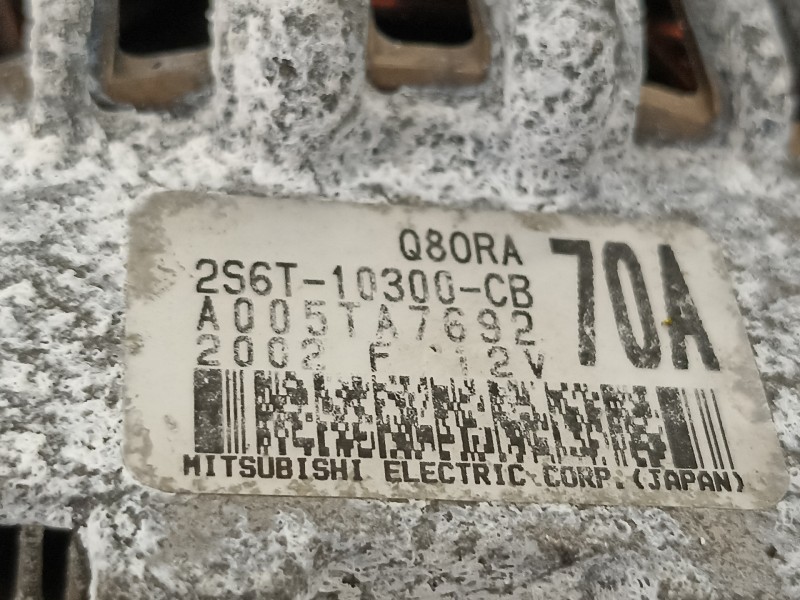 Q80RA
2S6T-10300-CB 70A
A005TA7692
2002 F 12V
MITSUBISHI ELECTRIC CORP.(JAPAN)